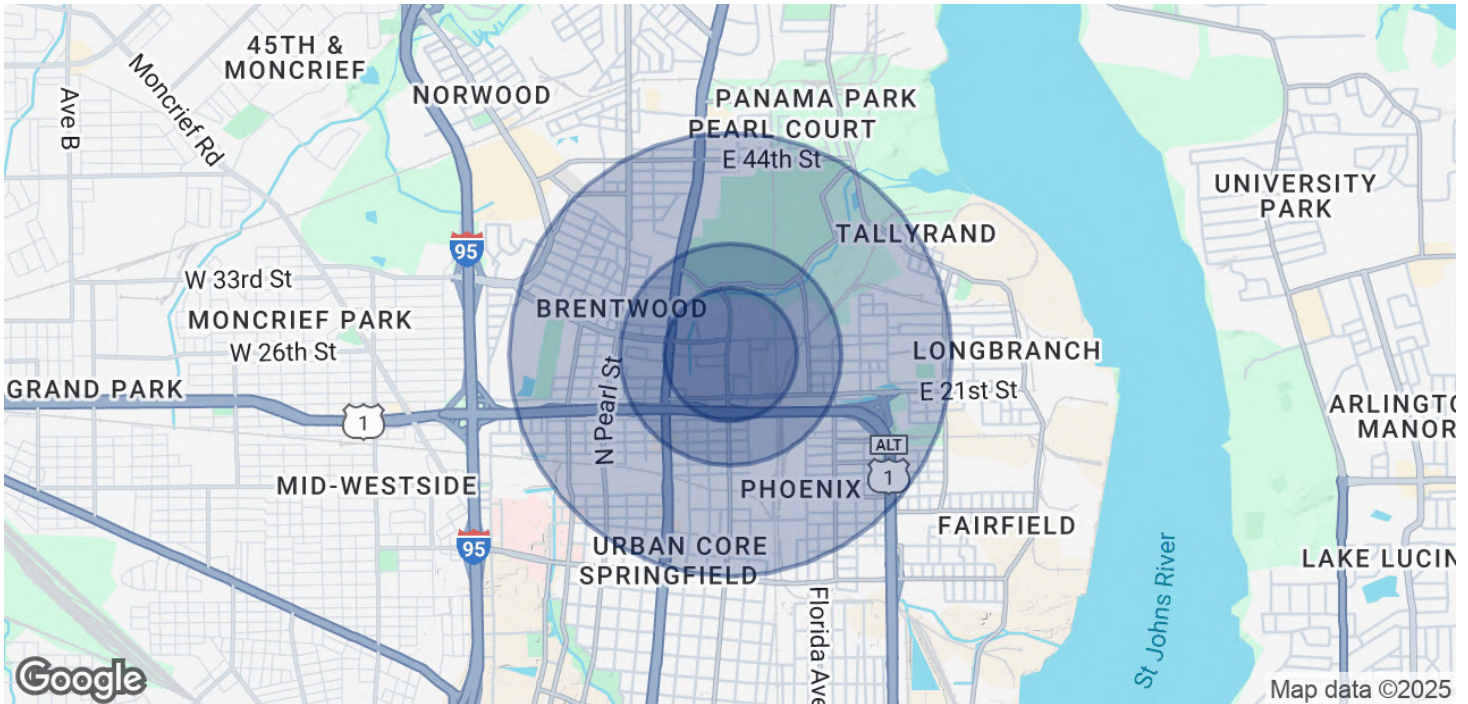 45TH &
MONCRIEF
Ave B
Moncrief Rd
NORWOOD
PANAMA PARK
PEARL COURT
E 44th St
UNIVERSITY
PARK
TALLYRAND
95
W 33rd St
BRENTWOOD
MONCRIEF PARK
W 26th St
LONGBRANCH
GRAND PARK
E 21st St
N Pearl St
1
ARLINGTO
MANOR
ALT
1
MID-WESTSIDE
PHOENIX
FAIRFIELD
95
URBAN CORE
SPRINGFIELD
LAKE LUCIN
Florida Ave
St Johns River
Google
Map data ©2025